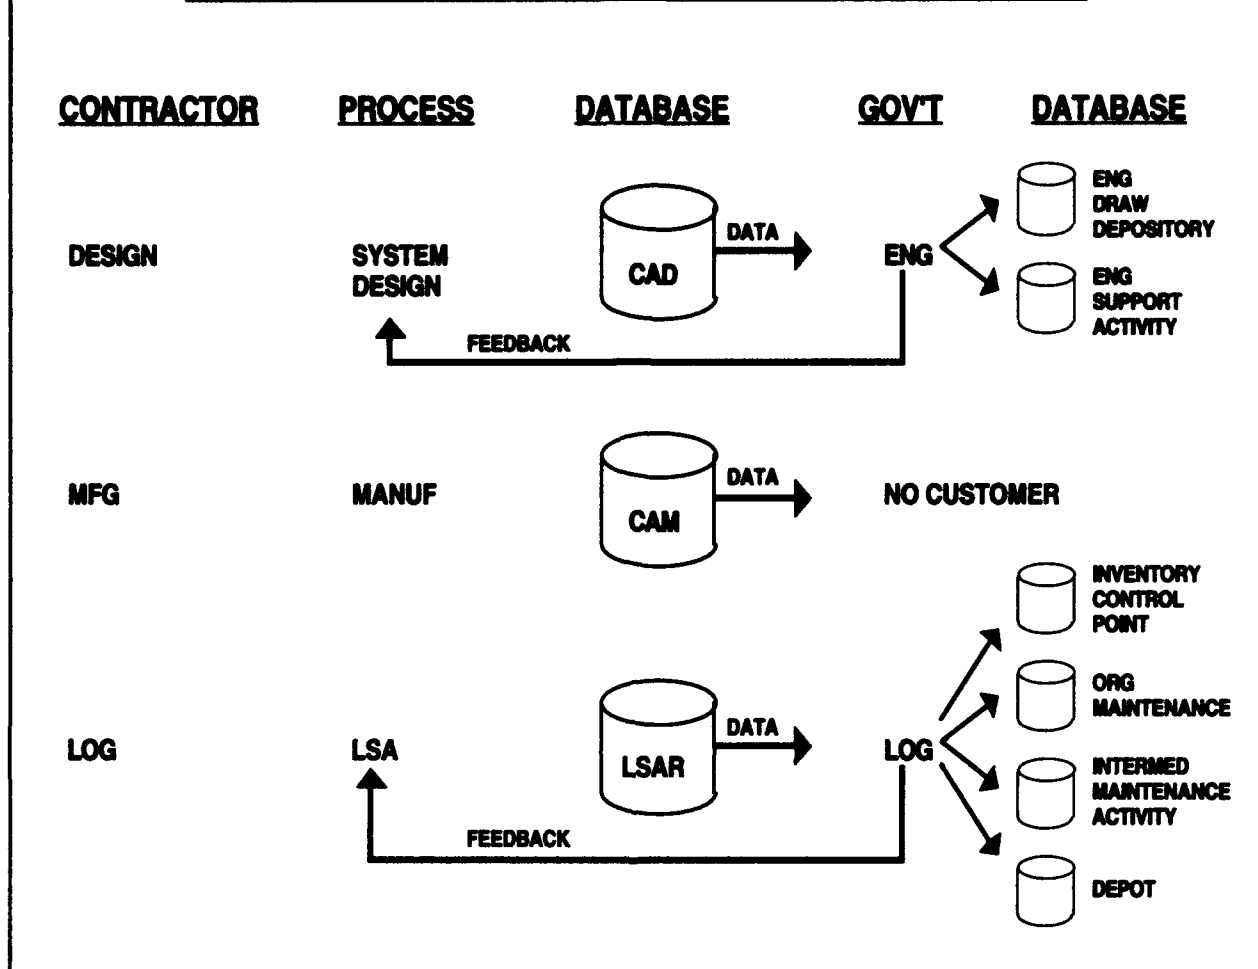 CONTRACTOR PROCESS DATABASE GOV'T DATABASE
ENG
DRAW
DEPOSITORY
DATA
DESIGN
SYSTEM
DESIGN
CAD
ENG
ENG
SUPPORT
ACTIVITY
FEEDBACK
DATA
MFG
MANUF
CAM
NO CUSTOMER
INVENTORY
CONTROL
POINT
ORG
MAINTENANCE
DATA
LOG
LSA
LSAR
LOG
INTERMED
MAINTENANCE
ACTIVITY
FEEDBACK
DEPOT